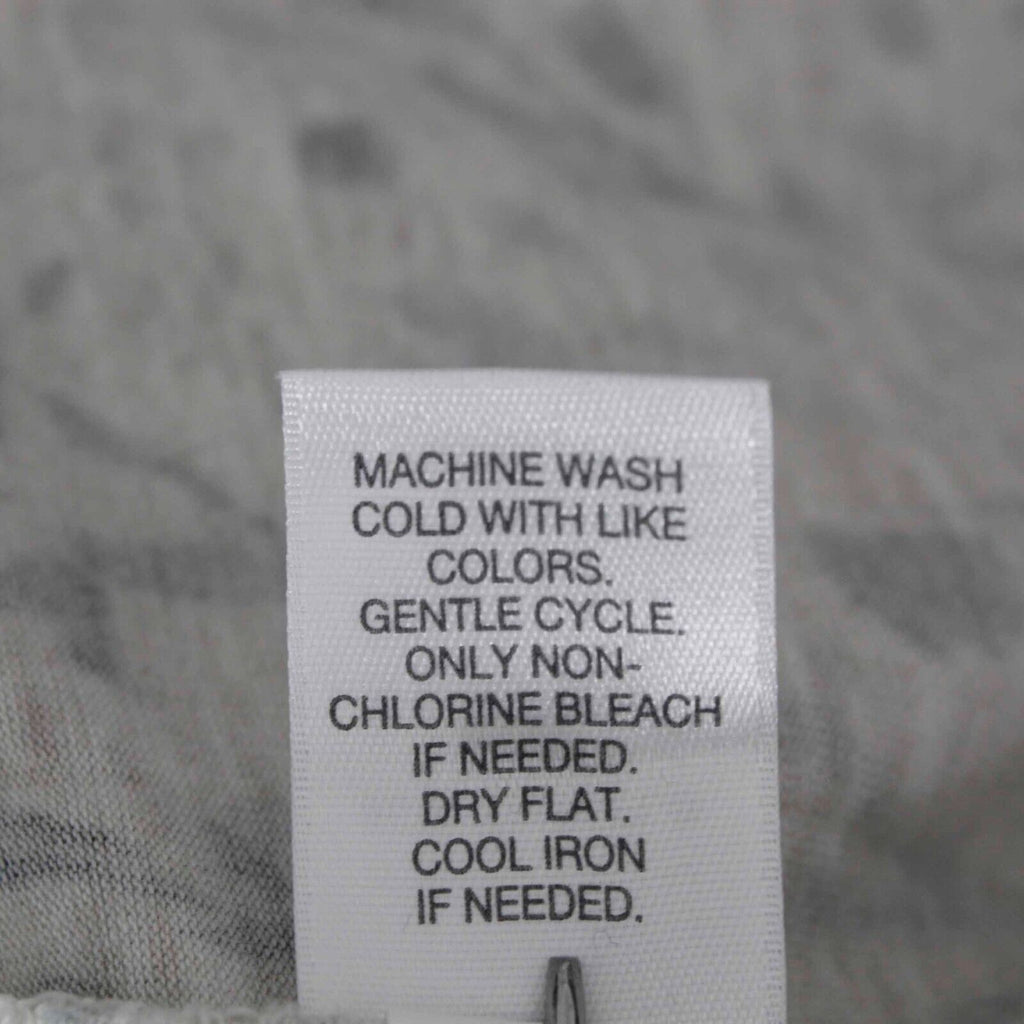 MACHINE WASH
COLD WITH LIKE
COLORS.
GENTLE CYCLE.
ONLY NON-
CHLORINE BLEACH
IF NEEDED.
DRY FLAT.
COOL IRON
IF NEEDED.